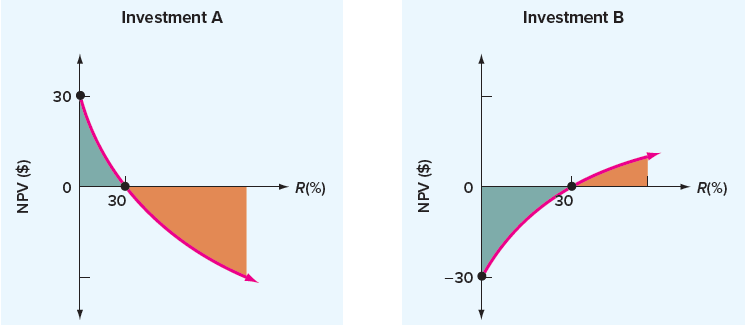 Investment A
30
NPV ($)
0
30
R(%)
Investment B
NPV ($)
0
30
R(%)
−30